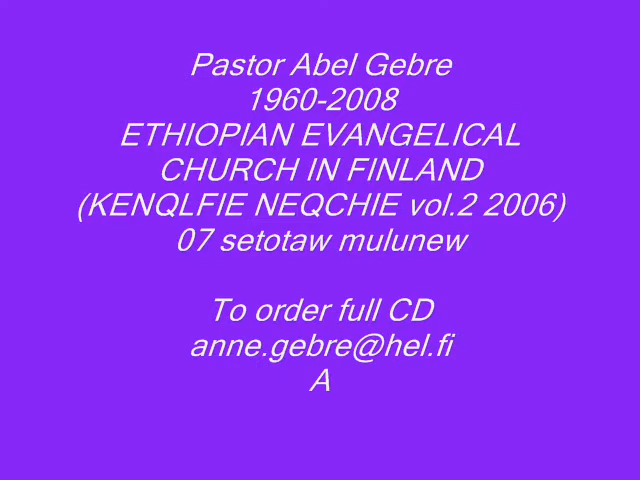 Pastor Abel Gebre
1960-2008
ETHIOPIAN EVANGELICAL
CHURCH IN FINLAND
(KENQLFIE NEQCHIE vol.2 2006)
07 setotaw mulunew
To order full CD
anne.gebre@hel.fi
A